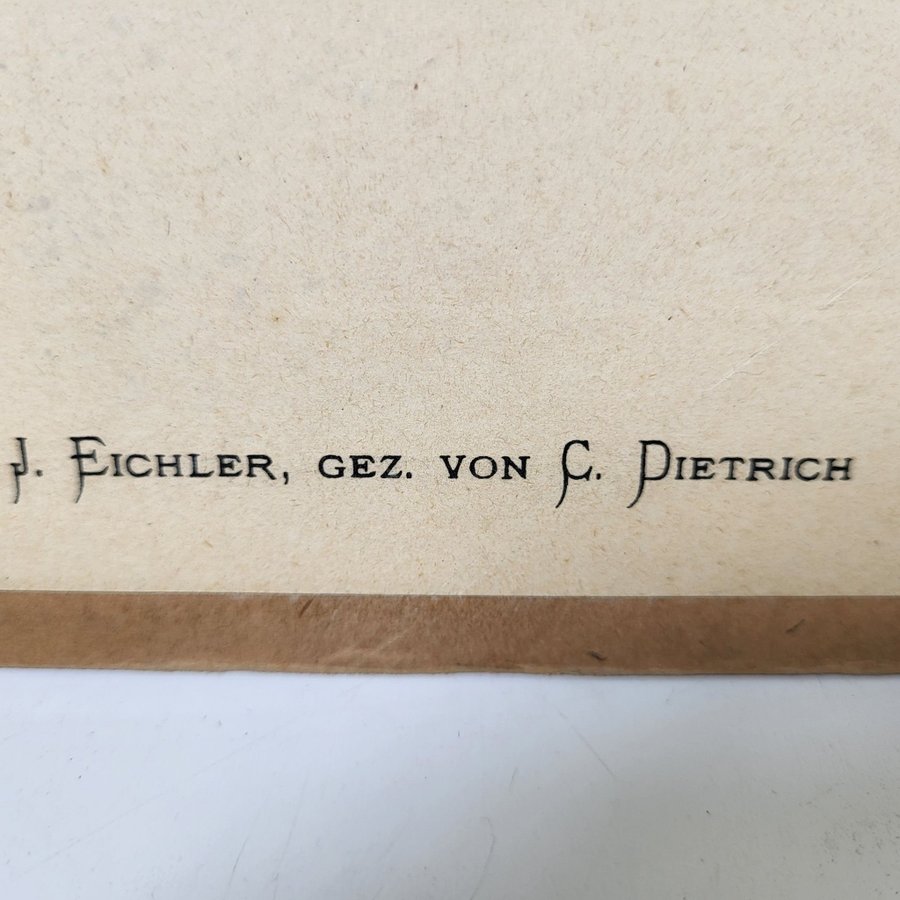 J. EICHLER, GEZ. VON C. DIETRICH